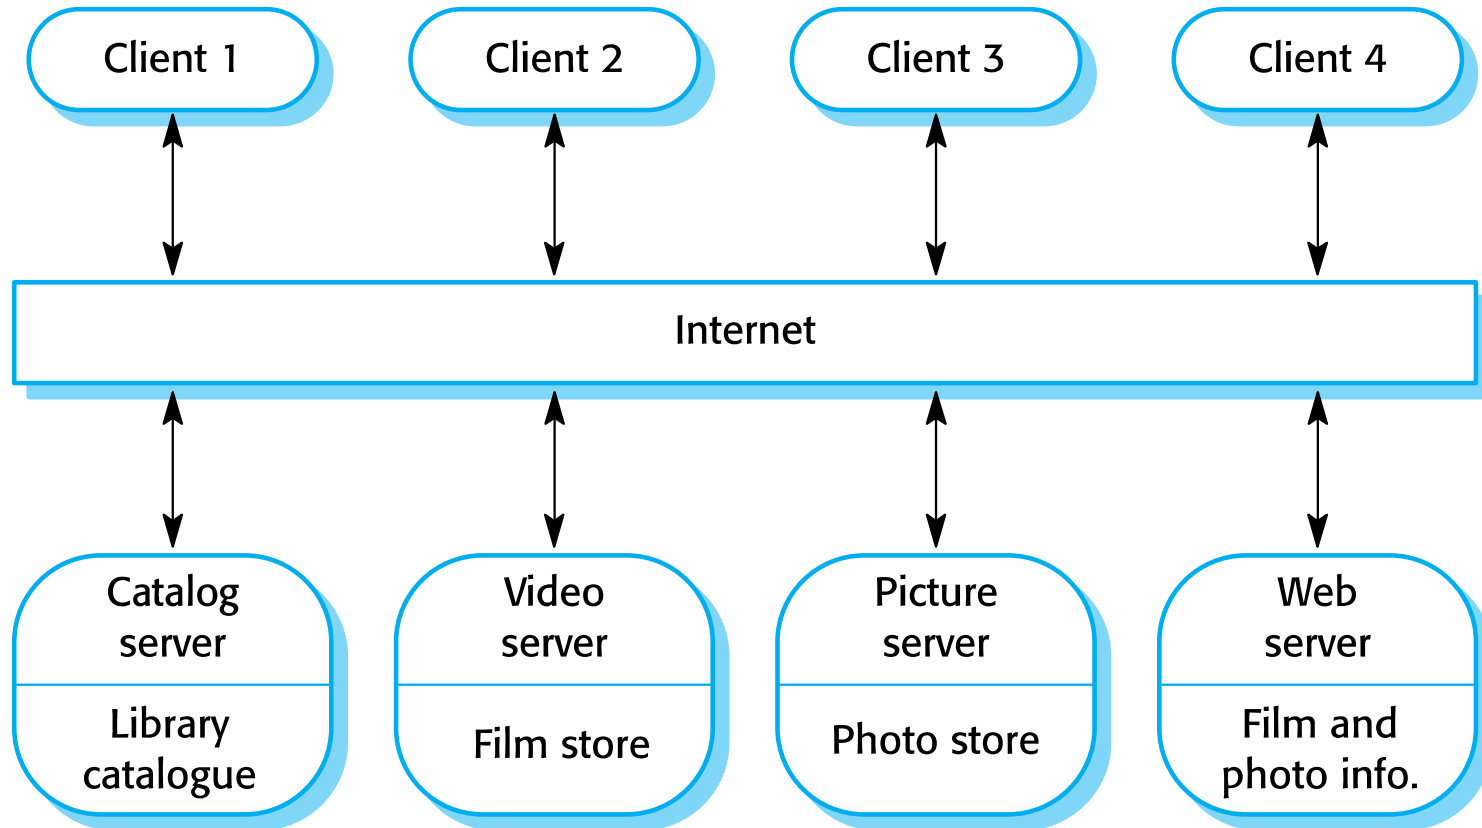 Client 1
Client 2
Client 3
Client 4
Internet
Catalog
server
Library
catalogue
Video
server
Film store
Picture
server
Photo store
Web
server
Film and
photo info.